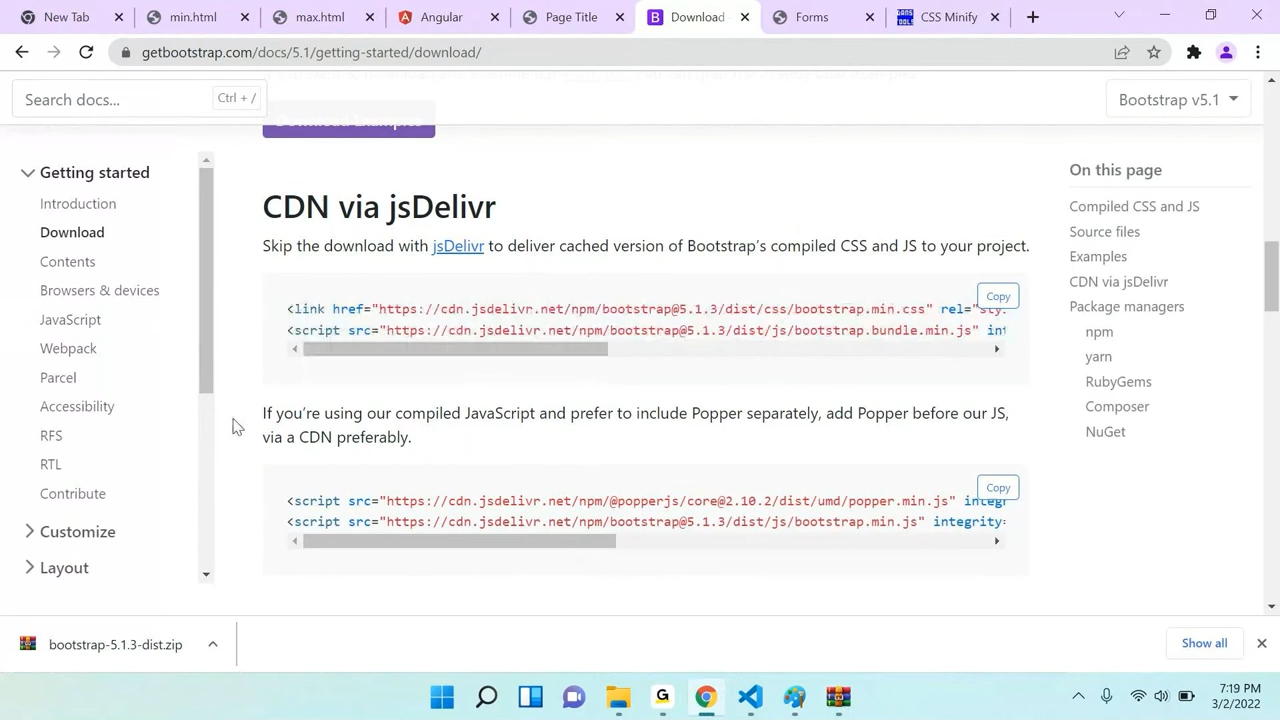 New Tab
min.html
max.html
Angular
Page Title
Download
Forms
CSS Minify
getbootstrap.com/docs/5.1/getting-started/download/
Search docs...
Ctrl + /
Bootstrap v5.1
Download Examples
Getting started
Introduction
Download
Contents
Browsers & devices
JavaScript
Webpack
Parcel
Accessibility
RFS
RTL
Contribute
Customize
Layout
CDN via jsDelivr
Skip the download with jsDelivr to deliver cached version of Bootstrap's compiled CSS and JS to your project.
Copy
<link href="https://cdn.jsdelivr.net/npm/bootstrap@5.1.3/dist/css/bootstrap.min.css" rel="sty
<script src="https://cdn.jsdelivr.net/npm/bootstrap@5.1.3/dist/js/bootstrap.bundle.min.js" int
If you're using our compiled JavaScript and prefer to include Popper separately, add Popper before our JS,
via a CDN preferably.
Copy
<script src="https://cdn.jsdelivr.net/npm/@popperjs/core@2.10.2/dist/umd/popper.min.js" integr
<script src="https://cdn.jsdelivr.net/npm/bootstrap@5.1.3/dist/js/bootstrap.min.js" integrity=
On this page
Compiled CSS and JS
Source files
Examples
CDN via jsDelivr
Package managers
npm
yarn
RubyGems
Composer
NuGet
bootstrap-5.1.3-dist.zip
Show all
7:19 PM
3/2/2022